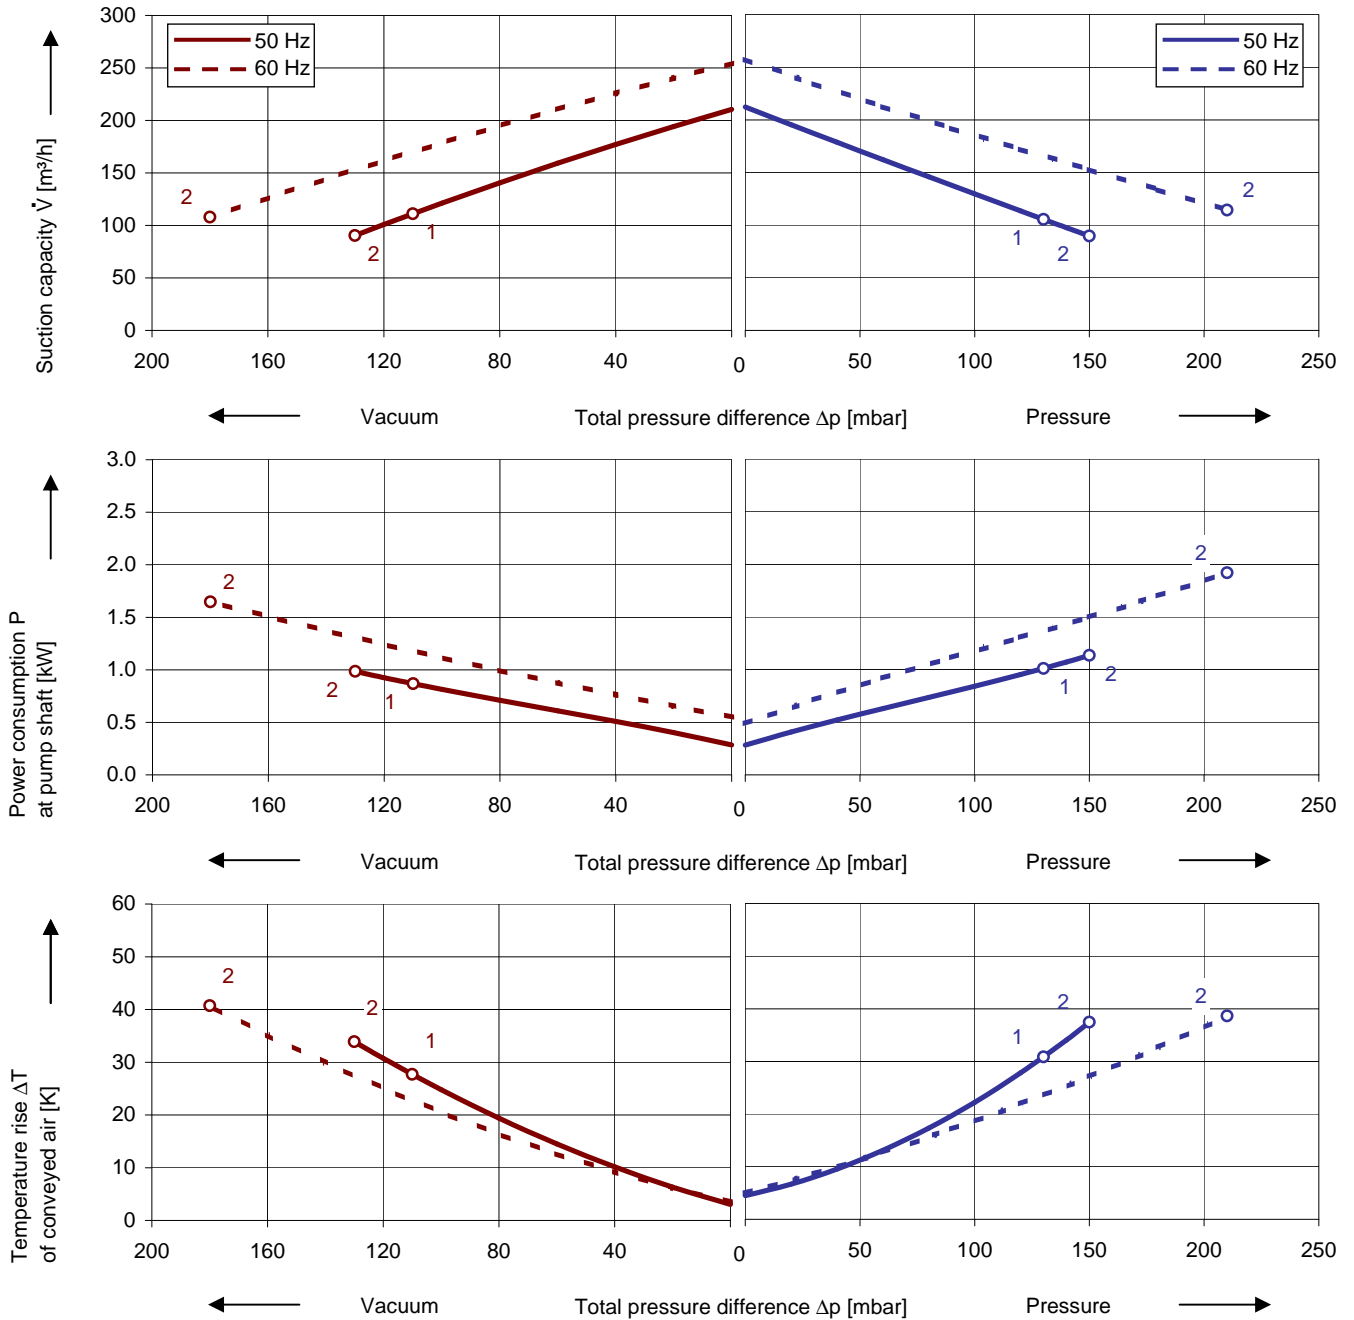 300
250
200
150
100
50
0
Suction capacity V̇ [m³/h]
50 Hz
60 Hz
50 Hz
60 Hz
2
2
1
1
2
2
200 160 120 80 40 0 50 100 150 200 250
Vacuum Total pressure difference Δp [mbar] Pressure
3.0
2.5
2.0
1.5
1.0
0.5
0.0
Power consumption P
at pump shaft [kW]
2
2
1
1
2
2
200 160 120 80 40 0 50 100 150 200 250
Vacuum Total pressure difference Δp [mbar] Pressure
60
50
40
30
20
10
0
Temperature rise ΔT
of conveyed air [K]
2
2
1
1
2
2
200 160 120 80 40 0 50 100 150 200 250
Vacuum Total pressure difference Δp [mbar] Pressure